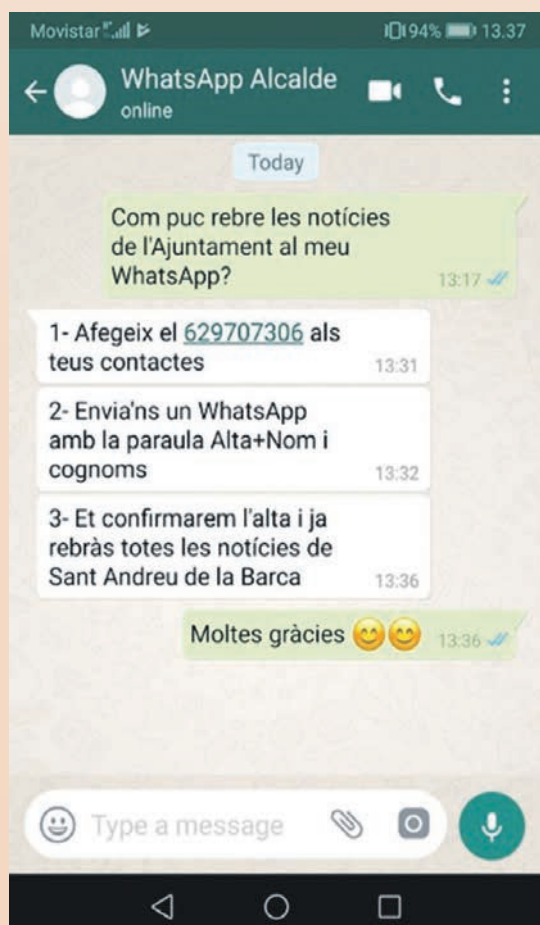 Movistar 94% 13.37
WhatsApp Alcalde
online
Today
Com puc rebre les notícies
de l'Ajuntament al meu
WhatsApp? 13:17
1- Afegeix el 629707306 als
teus contactes 13:31
2- Envia'ns un WhatsApp
amb la paraula Alta+Nom i
cognoms 13:32
3- Et confirmarem l'alta i ja
rebràs totes les notícies de
Sant Andreu de la Barca 13:36
Moltes gràcies 😊😊 13:36
Type a message